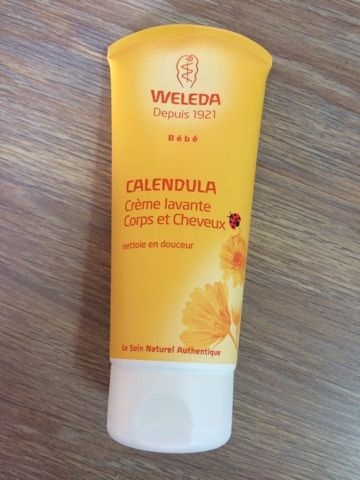 WELEDA
Depuis 1921
Bébé
CALENDULA
Crème lavante
Corps et Cheveux
nettoie en douceur
Le Soin Naturel Authentique